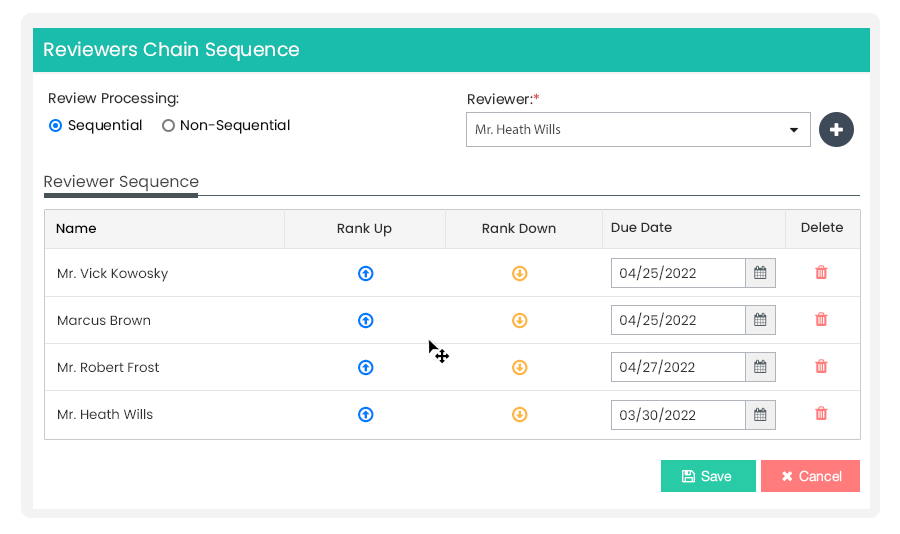 Reviewers Chain Sequence
Review Processing:
Reviewer:*
Sequential Non-Sequential
Mr. Heath Wills
Reviewer Sequence
Name Rank Up Rank Down Due Date Delete
Mr. Vick Kowosky 04/25/2022
Marcus Brown 04/25/2022
Mr. Robert Frost 04/27/2022
Mr. Heath Wills 03/30/2022
Save Cancel